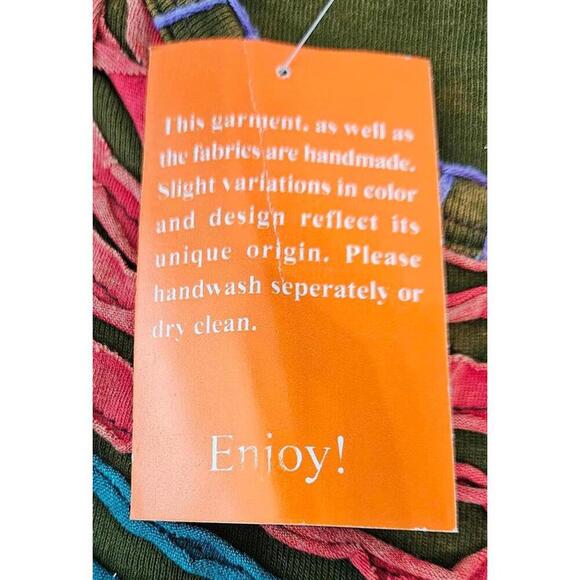 This garment, as well as
the fabrics are handmade.
Slight variations in color
and design reflect its
unique origin. Please
handwash seperately or
dry clean.
Enjoy!